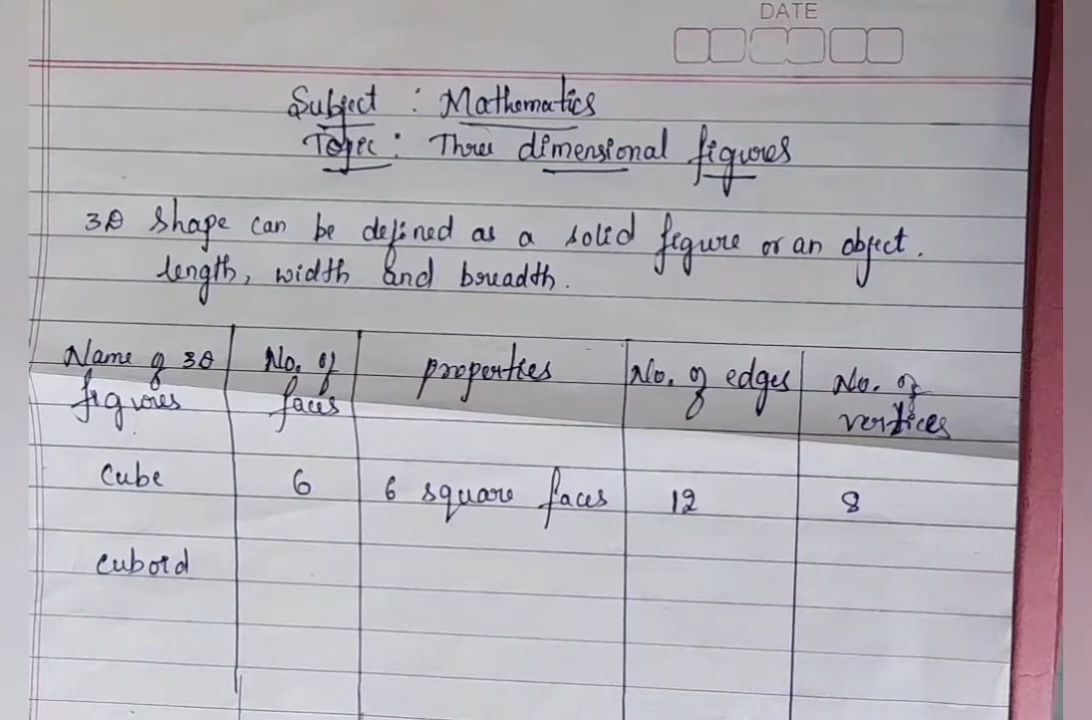 DATE
Subject : Mathematics
Topic : Three dimensional figures
3D shape can be defined as a solid figure or an object.
length, width and breadth.
Name of 3D figures | No. of faces | properties | No. of edges | No. of vertices
Cube | 6 | 6 square faces | 12 | 8
Cuboid